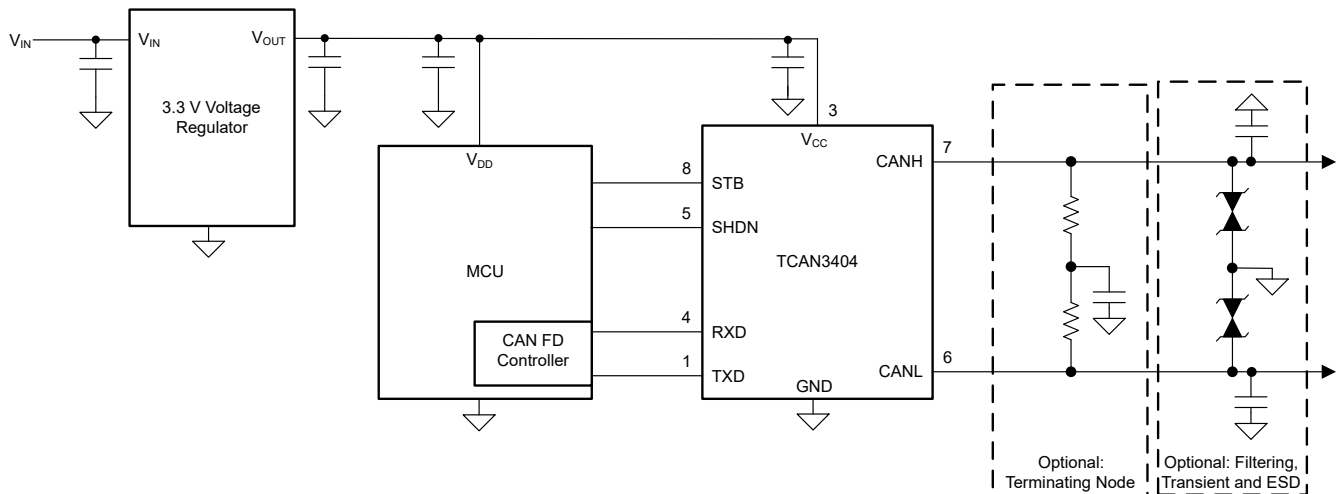 V_IN
V_IN
V_OUT
3.3 V Voltage
Regulator
V_DD
MCU
CAN FD
Controller
8
5
4
1
3
V_CC
STB
SHDN
TCAN3404
RXD
TXD
GND
CANH
7
CANL
6
Optional:
Terminating Node
Optional: Filtering,
Transient and ESD